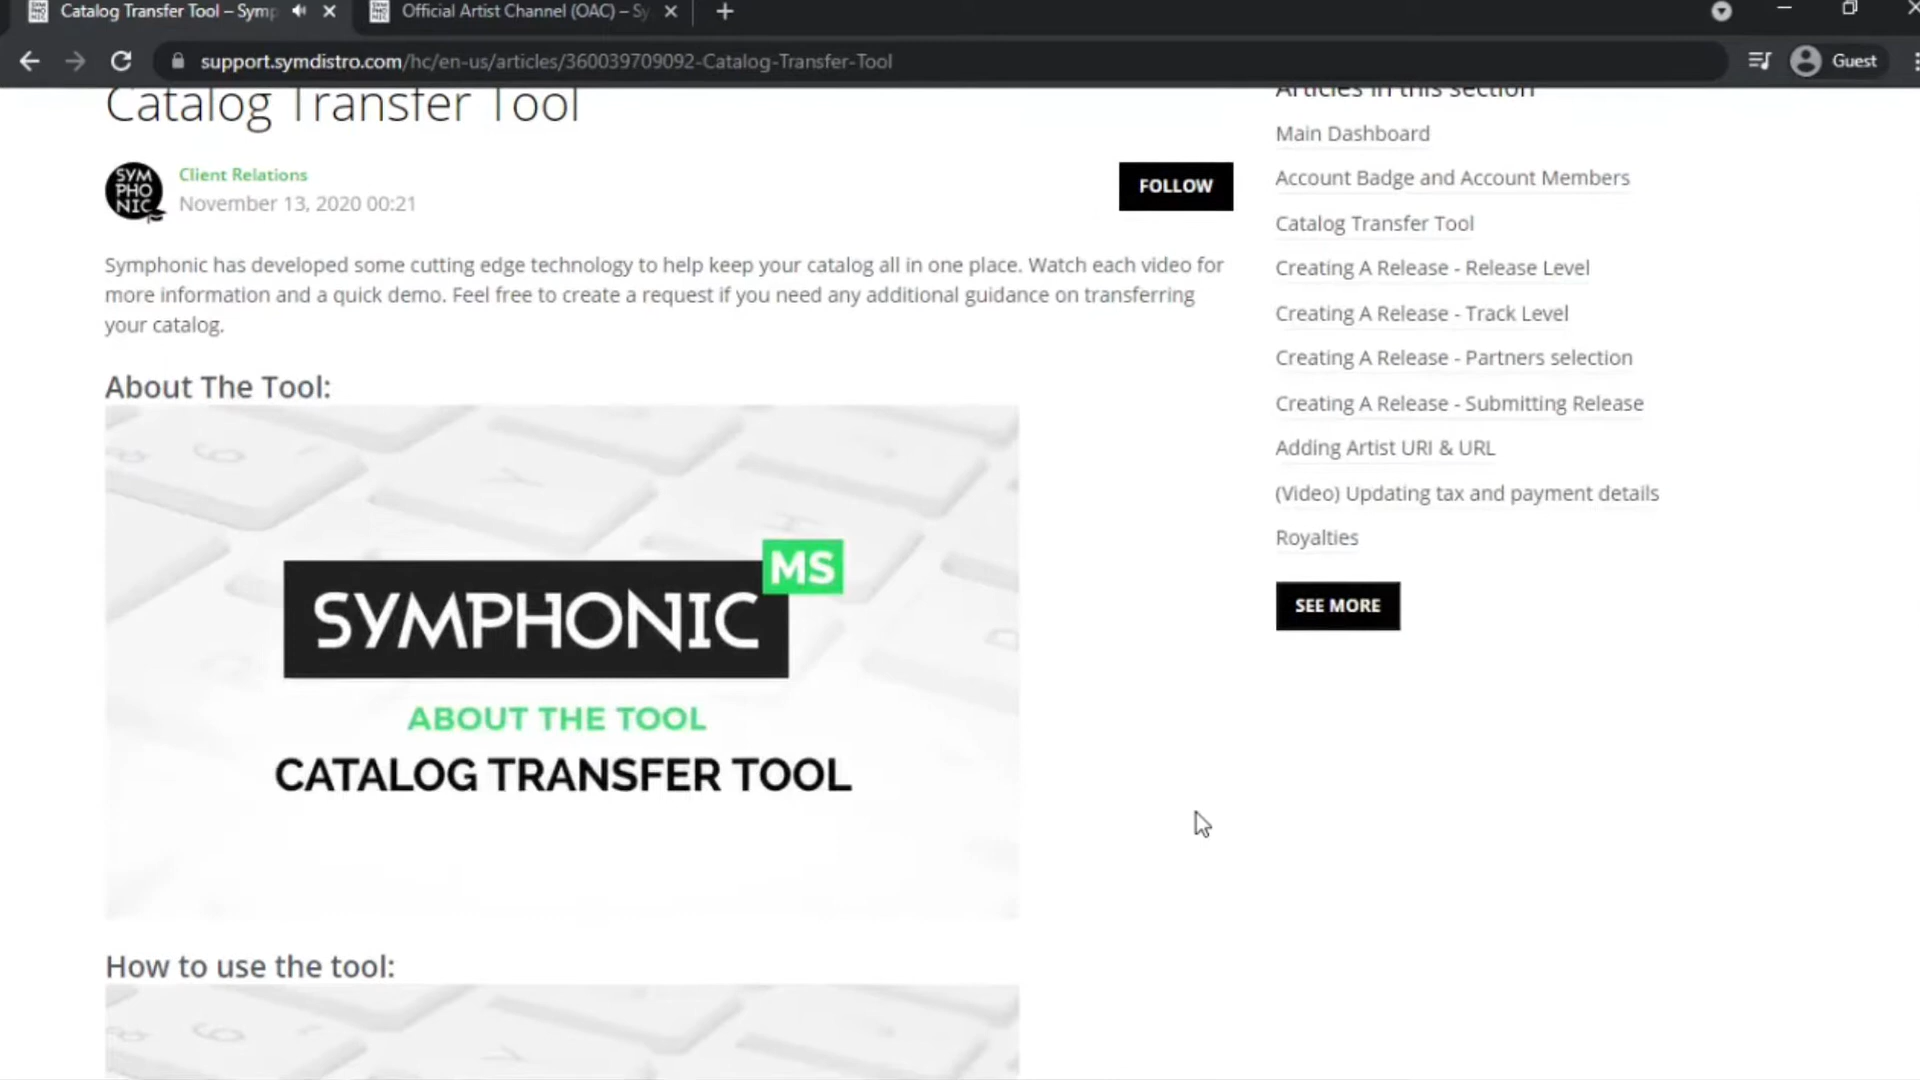 Catalog Transfer Tool – Symp
Official Artist Channel (OAC) – Sy
support.symdistro.com/hc/en-us/articles/360039709092-Catalog-Transfer-Tool
Guest
Catalog Transfer Tool
SYM
PHO
NIC
Client Relations
November 13, 2020 00:21
FOLLOW
Symphonic has developed some cutting edge technology to help keep your catalog all in one place. Watch each video for
more information and a quick demo. Feel free to create a request if you need any additional guidance on transferring
your catalog.
About The Tool:
SYMPHONIC
MS
ABOUT THE TOOL
CATALOG TRANSFER TOOL
How to use the tool:
Articles in this section
Main Dashboard
Account Badge and Account Members
Catalog Transfer Tool
Creating A Release - Release Level
Creating A Release - Track Level
Creating A Release - Partners selection
Creating A Release - Submitting Release
Adding Artist URI & URL
(Video) Updating tax and payment details
Royalties
SEE MORE